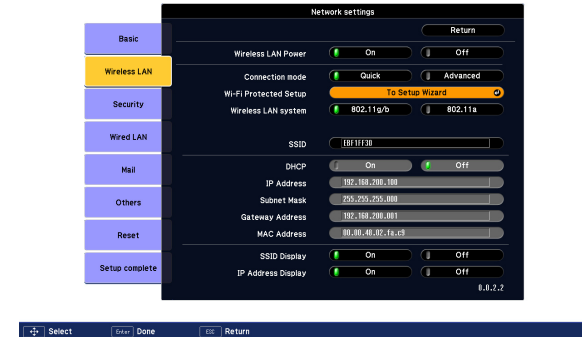 Network settings
Return
Basic
Wireless LAN
Security
Wired LAN
Mail
Others
Reset
Setup complete
Wireless LAN Power On Off
Connection mode Quick Advanced
Wi-Fi Protected Setup To Setup Wizard
Wireless LAN system 802.11g/b 802.11a
SSID E8F1FF3D
DHCP On Off
IP Address 192.168.200.100
Subnet Mask 255.255.255.000
Gateway Address 192.168.200.001
MAC Address 00.80.48.02.fa.c9
SSID Display On Off
IP Address Display On Off
0.0.2.2
Select Enter Done ESC Return